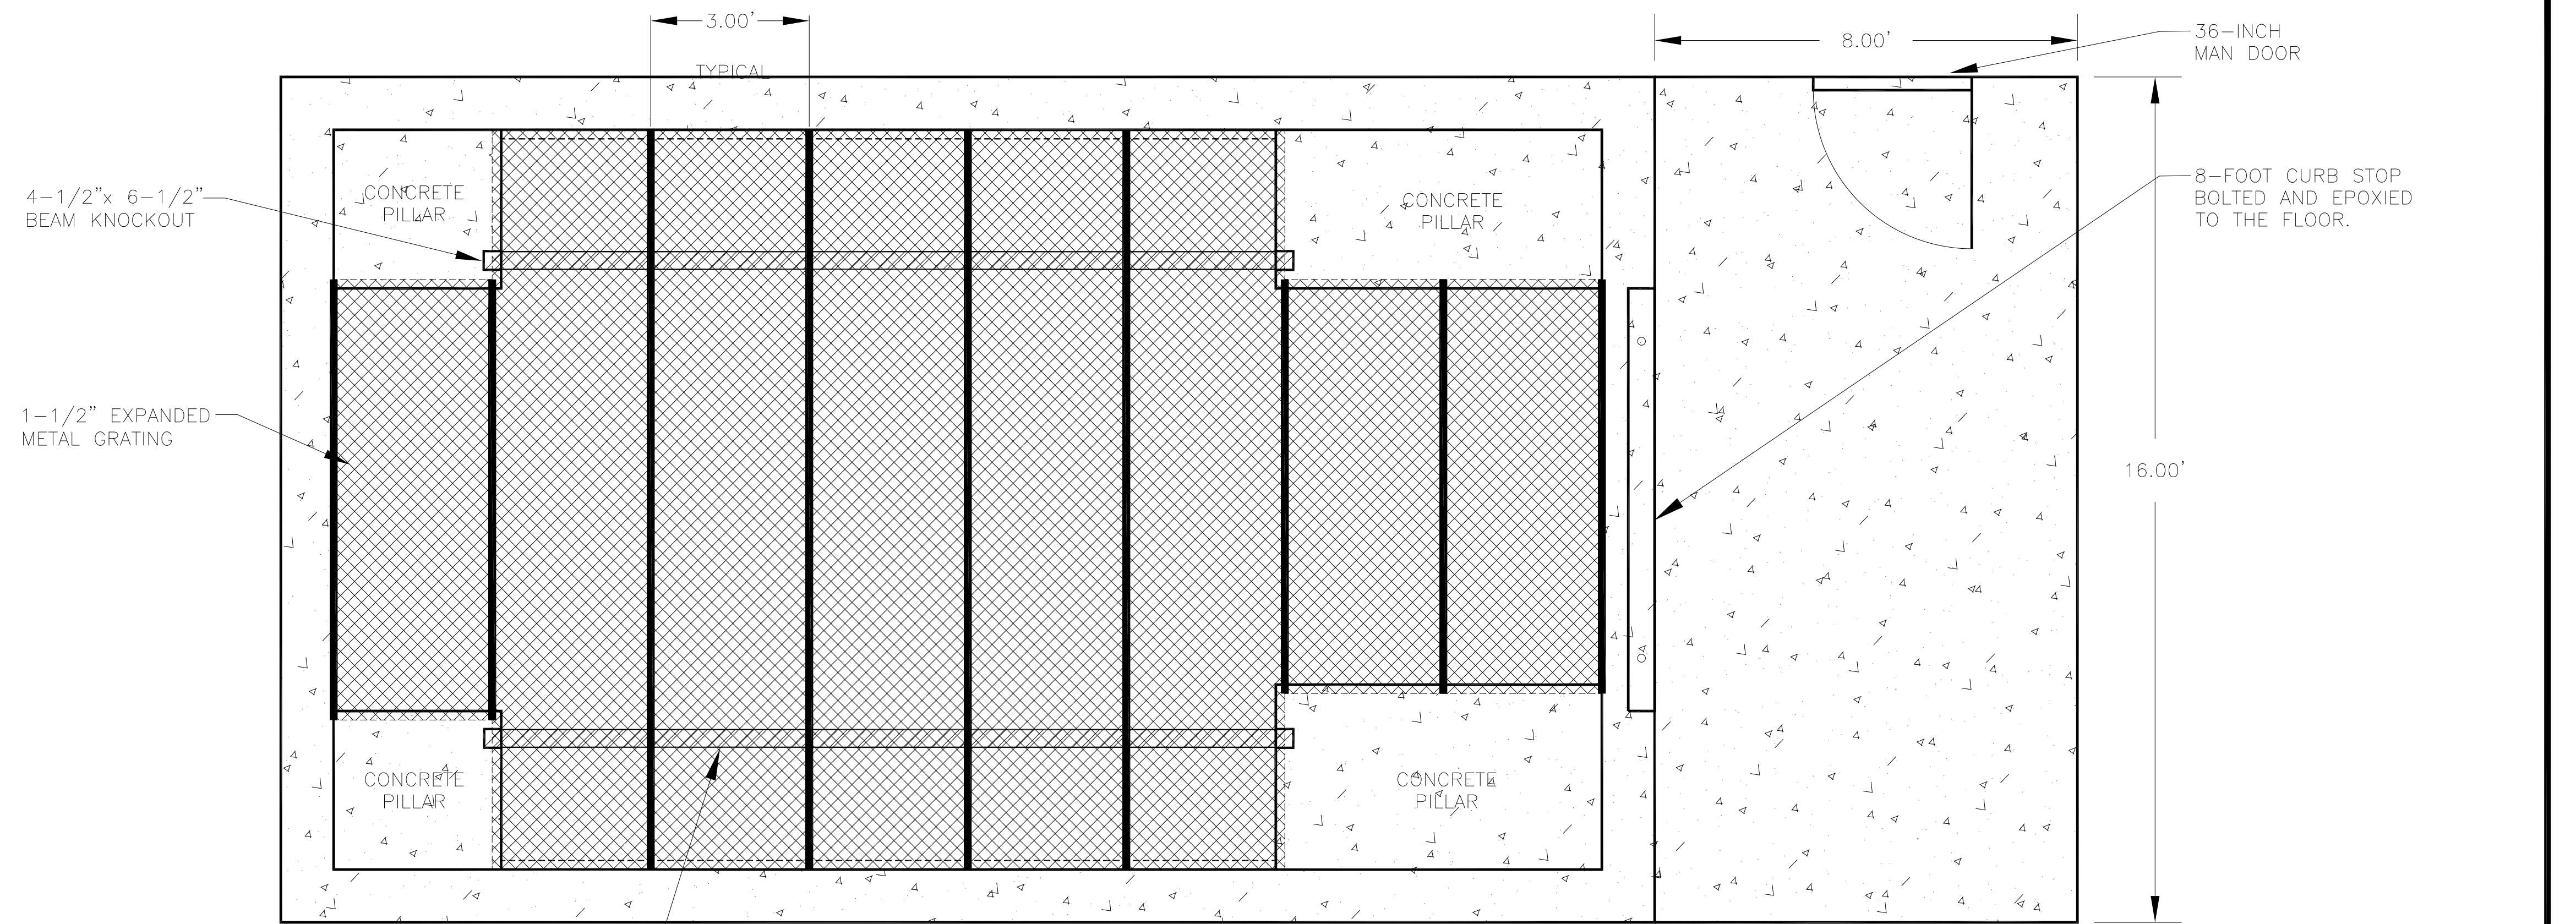 3.00'
TYPICAL
8.00'
36-INCH
MAN DOOR
4-1/2"x 6-1/2"
BEAM KNOCKOUT
CONCRETE
PILLAR
CONCRETE
PILLAR
8-FOOT CURB STOP
BOLTED AND EPOXIED
TO THE FLOOR.
1-1/2" EXPANDED
METAL GRATING
16.00'
CONCRETE
PILLAR
CONCRETE
PILLAR